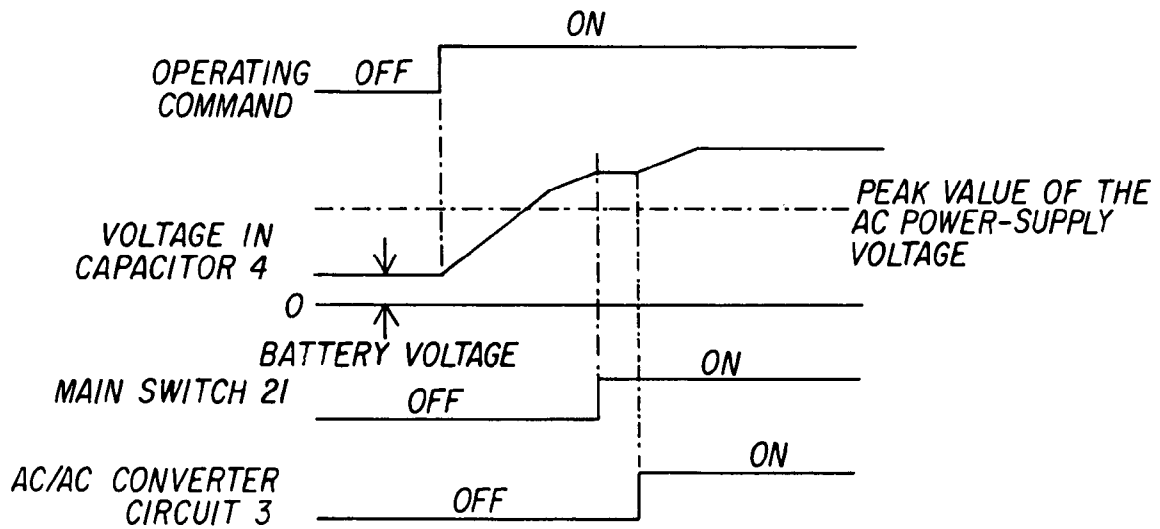 ON
OFF
OPERATING
COMMAND
PEAK VALUE OF THE
AC POWER-SUPPLY
VOLTAGE
VOLTAGE IN
CAPACITOR 4
0
BATTERY VOLTAGE
ON
MAIN SWITCH 21
OFF
ON
AC/AC CONVERTER
CIRCUIT 3
OFF